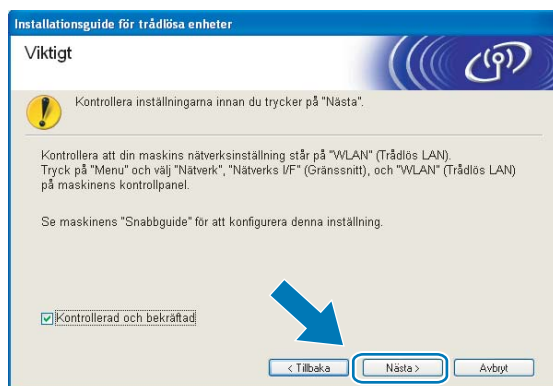 Installationsguide för trådlösa enheter
Viktigt
Kontrollera inställningarna innan du trycker på "Nästa".
Kontrollera att din maskins nätverksinställning står på "WLAN" (Trådlös LAN).
Tryck på "Menu" och välj "Nätverk", "Nätverks I/F" (Gränssnitt), och "WLAN" (Trådlös LAN)
på maskinens kontrollpanel.
Se maskinens "Snabbguide" för att konfigurera denna inställning.
Kontrollerad och bekräftad
< Tillbaka
Nästa >
Avbryt